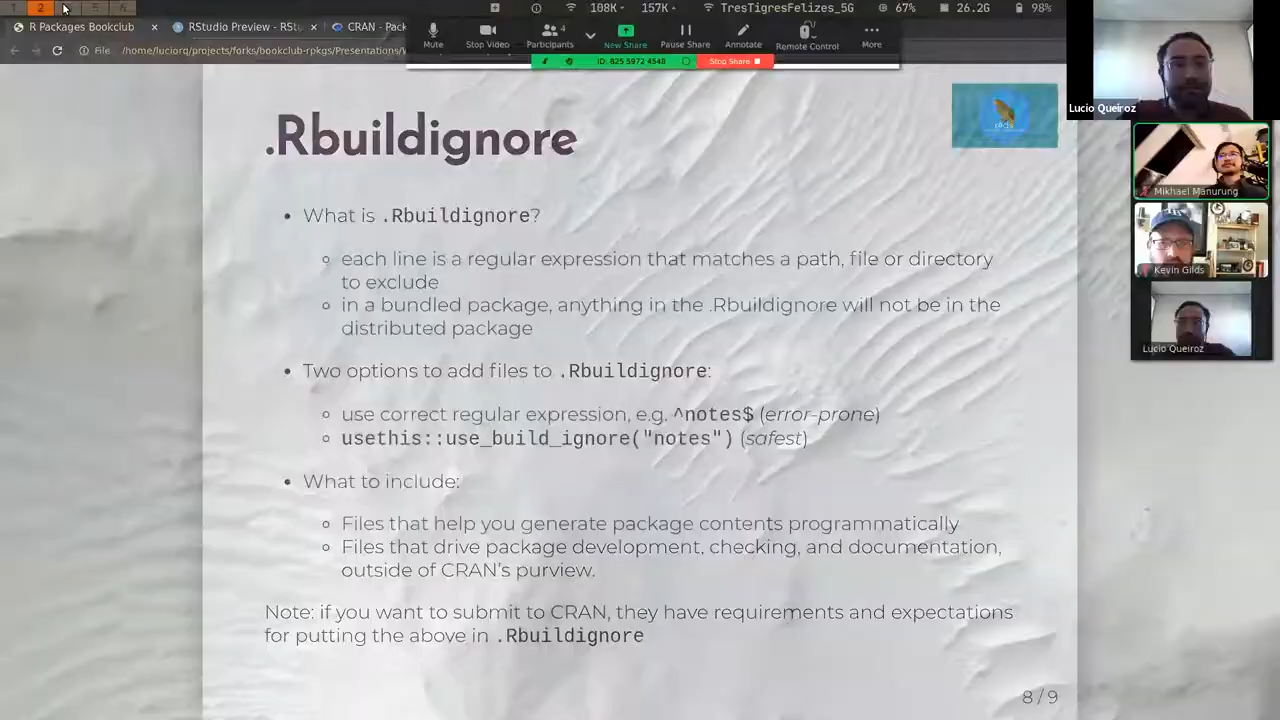 1 2 5 6 108K 157K TresTigresFelizes_5G 67% 26.2G 98%
R Packages Bookclub × RStudio Preview - RSt × CRAN - Pack
File /home/luciorq/projects/forks/bookclub-rpkgs/Presentations/W
Mute Stop Video Participants 4 New Share Pause Share Annotate Remote Control More
ID: 825 5972 4548 Stop Share
Lucio Queiroz
Mikhael Manurung
Kevin Gilds
Lucio Queiroz
.Rbuildignore
• What is .Rbuildignore?
◦ each line is a regular expression that matches a path, file or directory
to exclude
◦ in a bundled package, anything in the .Rbuildignore will not be in the
distributed package
• Two options to add files to .Rbuildignore:
◦ use correct regular expression, e.g. ^notes$ (error-prone)
◦ usethis::use_build_ignore("notes") (safest)
• What to include:
◦ Files that help you generate package contents programmatically
◦ Files that drive package development, checking, and documentation,
outside of CRAN's purview.
Note: if you want to submit to CRAN, they have requirements and expectations
for putting the above in .Rbuildignore
8 / 9